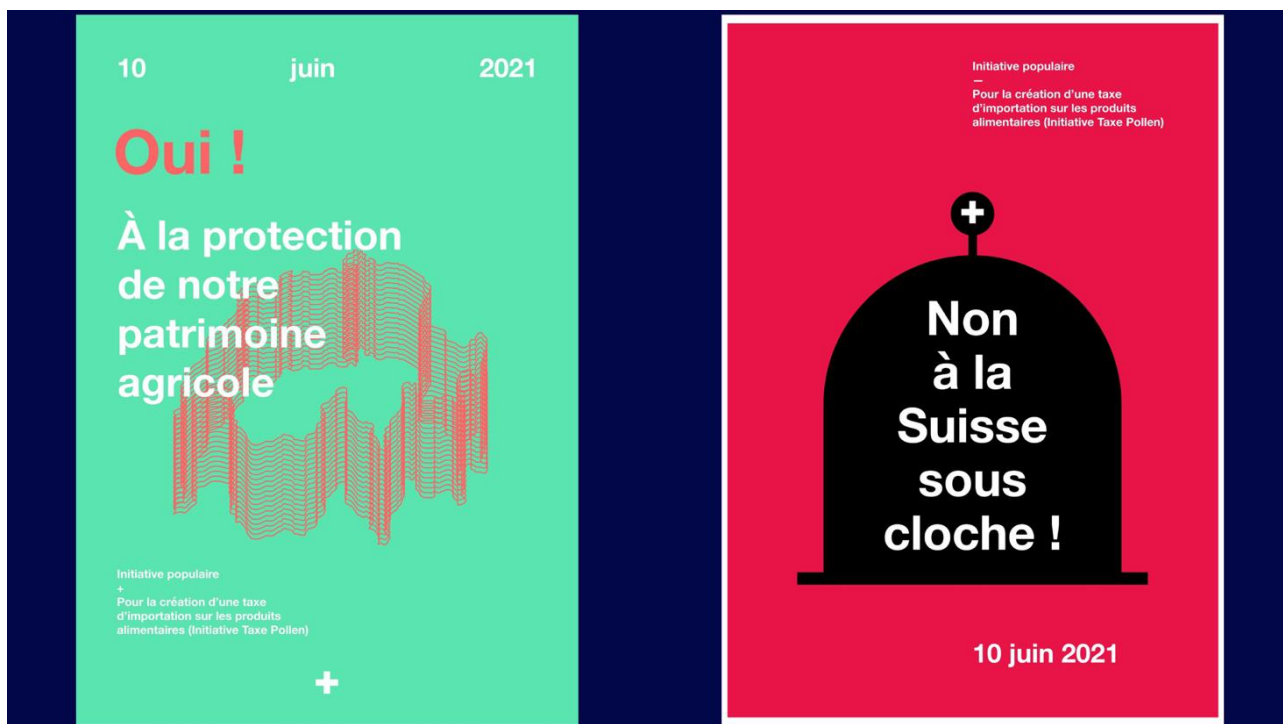 10 juin 2021
Oui !
À la protection
de notre
patrimoine
agricole
Initiative populaire
+
Pour la création d'une taxe
d'importation sur les produits
alimentaires (Initiative Taxe Pollen)
Initiative populaire
—
Pour la création d'une taxe
d'importation sur les produits
alimentaires (Initiative Taxe Pollen)
Non
à la
Suisse
sous
cloche !
10 juin 2021